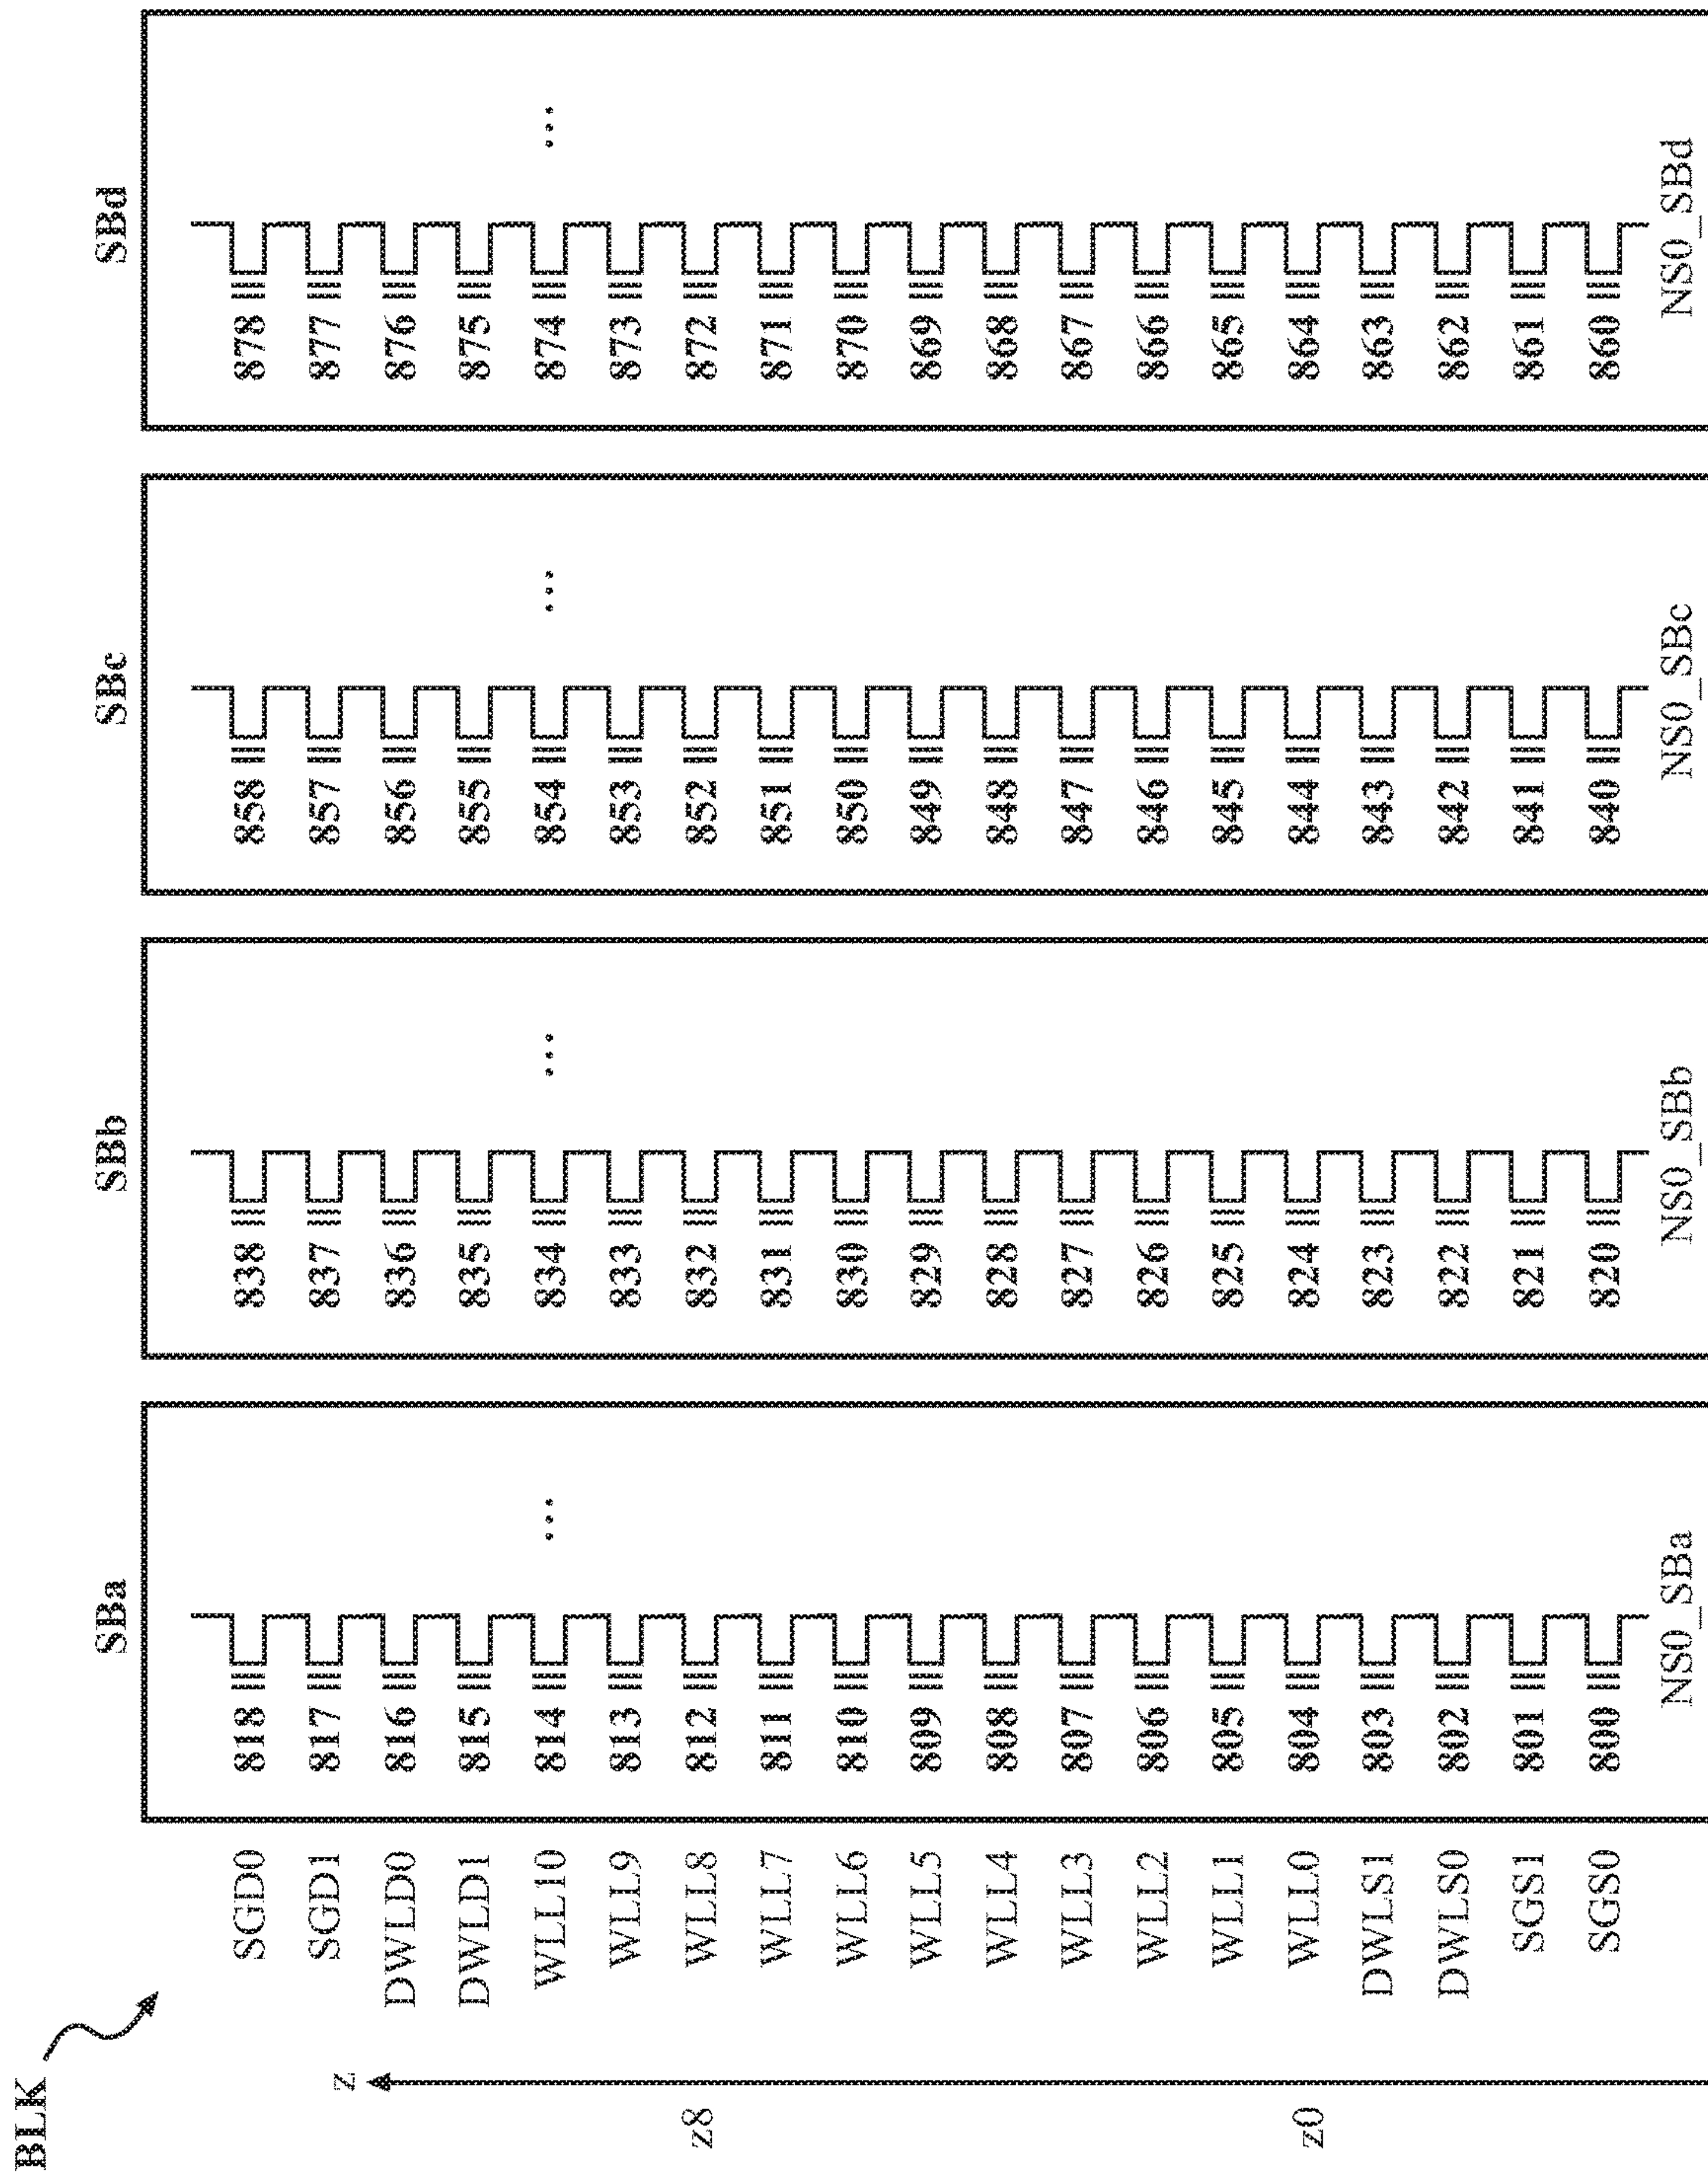 BLK
SBa SBb SBc SBd
z
SGD0 818 838 858 878
SGD1 817 837 857 877
DWLD0 816 836 856 876
DWLD1 815 835 855 875
WLL10 814 ... 834 ... 854 ... 874 ...
WLL9 813 833 853 873
z8 WLL8 812 832 852 872
WLL7 811 831 851 871
WLL6 810 830 850 870
WLL5 809 829 849 869
WLL4 808 828 848 868
WLL3 807 827 847 867
WLL2 806 826 846 866
WLL1 805 825 845 865
z0 WLL0 804 824 844 864
DWLS1 803 823 843 863
DWLS0 802 822 842 862
SGS1 801 821 841 861
SGS0 800 820 840 860
NS0_SBa NS0_SBb NS0_SBc NS0_SBd